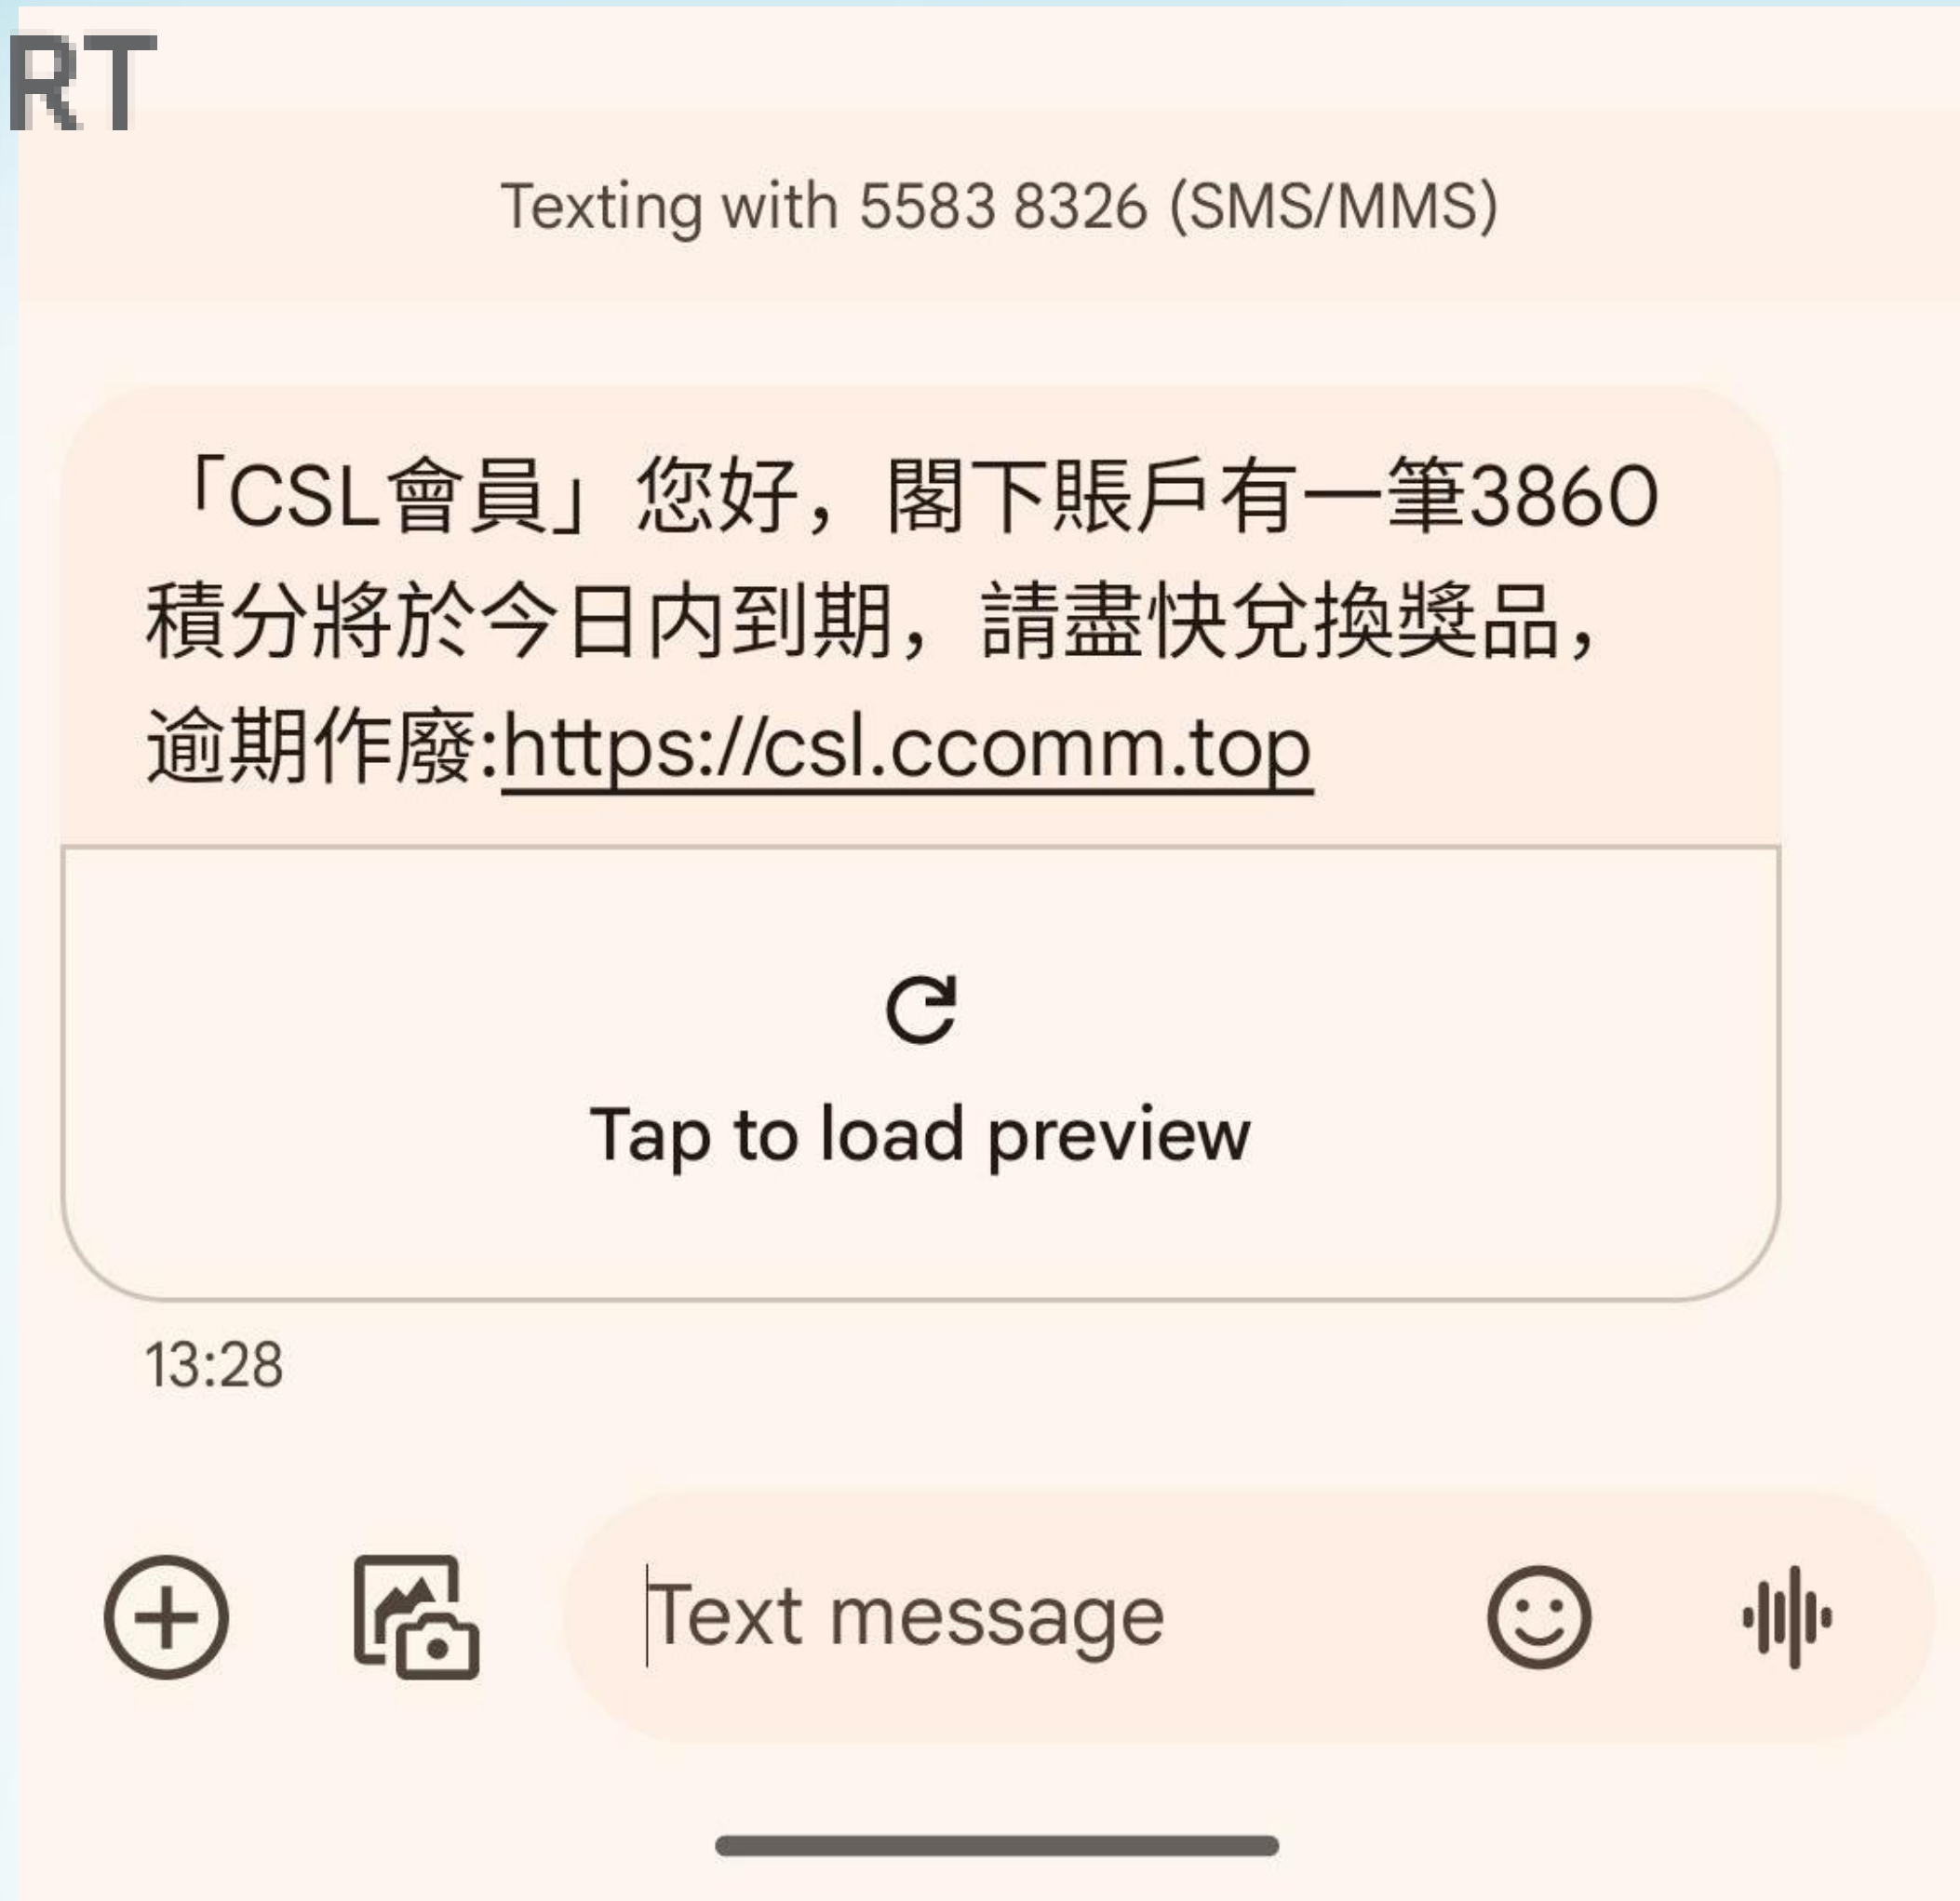 RT
Texting with 5583 8326 (SMS/MMS)
「CSL會員」您好，閣下賬戶有一筆3860
積分將於今日内到期，請盡快兌換獎品，
逾期作廢:https://csl.ccomm.top
Tap to load preview
13:28
Text message